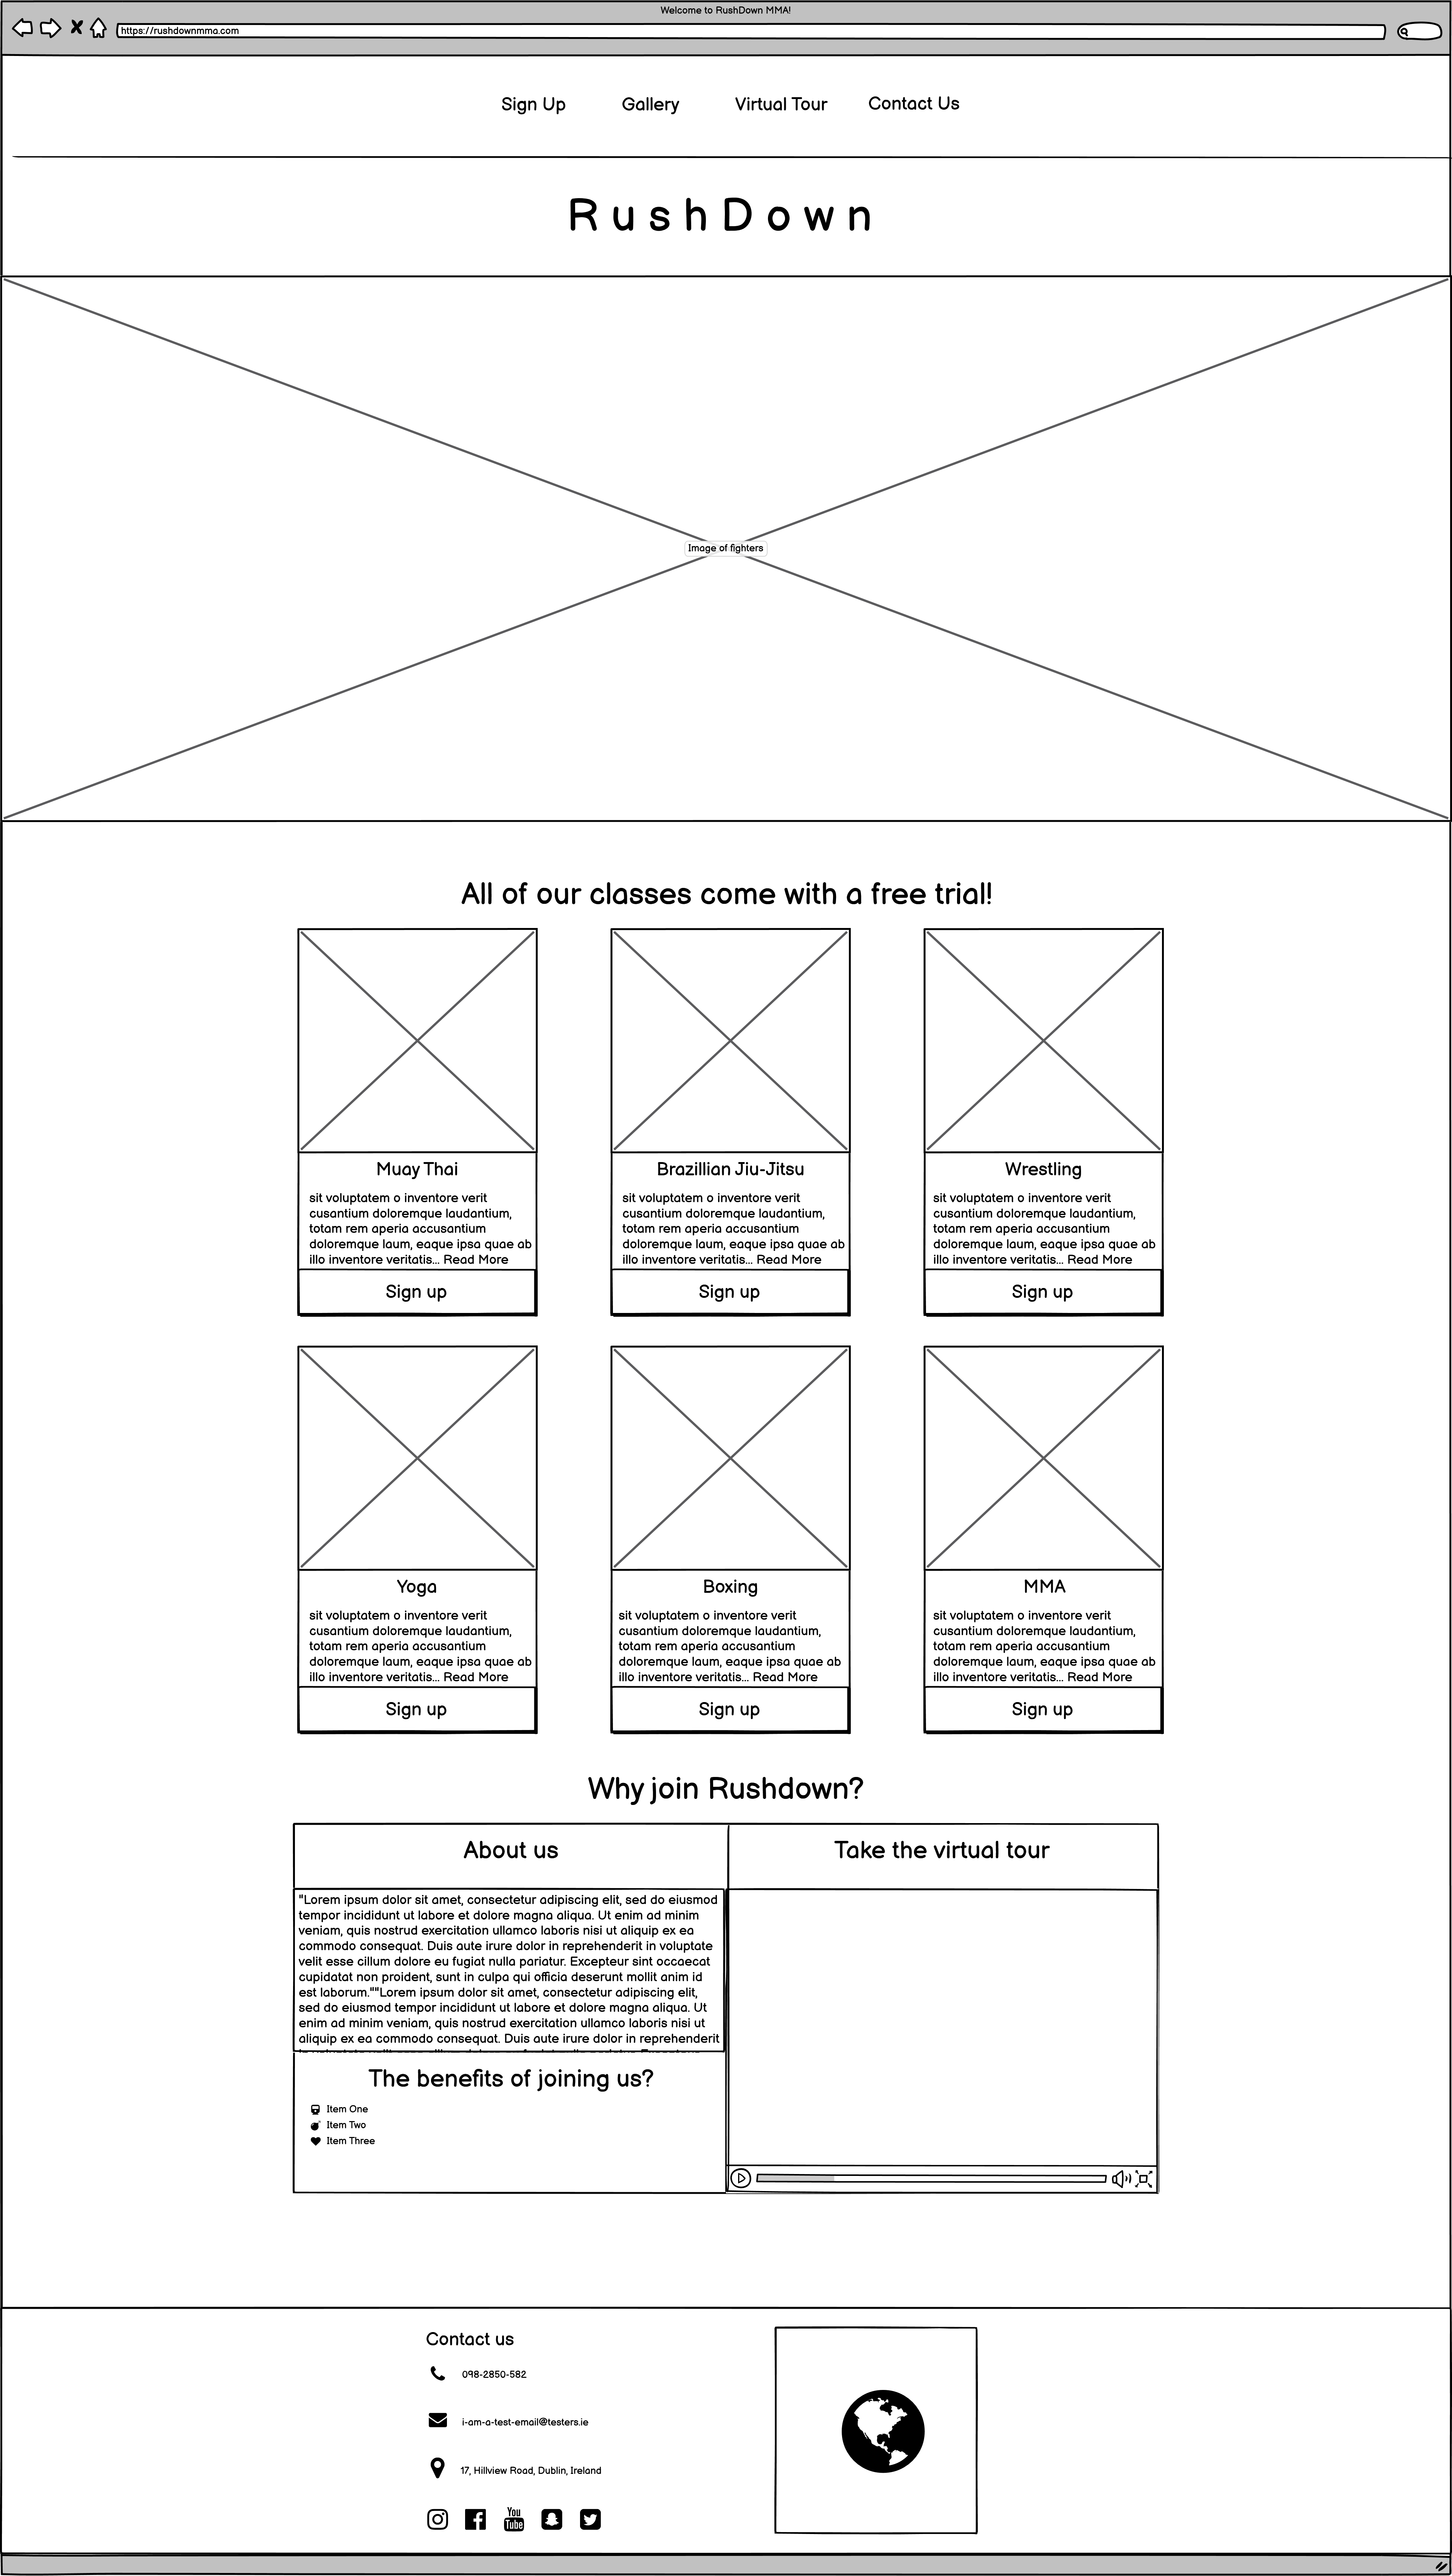 Welcome to RushDown MMA!
https://rushdownmma.com
Sign Up Gallery Virtual Tour Contact Us
RushDown
Image of fighters
All of our classes come with a free trial!
Muay Thai
sit voluptatem o inventore verit
cusantium doloremque laudantium,
totam rem aperia accusantium
doloremque laum, eaque ipsa quae ab
illo inventore veritatis... Read More
Sign up
Brazillian Jiu-Jitsu
sit voluptatem o inventore verit
cusantium doloremque laudantium,
totam rem aperia accusantium
doloremque laum, eaque ipsa quae ab
illo inventore veritatis... Read More
Sign up
Wrestling
sit voluptatem o inventore verit
cusantium doloremque laudantium,
totam rem aperia accusantium
doloremque laum, eaque ipsa quae ab
illo inventore veritatis... Read More
Sign up
Yoga
sit voluptatem o inventore verit
cusantium doloremque laudantium,
totam rem aperia accusantium
doloremque laum, eaque ipsa quae ab
illo inventore veritatis... Read More
Sign up
Boxing
sit voluptatem o inventore verit
cusantium doloremque laudantium,
totam rem aperia accusantium
doloremque laum, eaque ipsa quae ab
illo inventore veritatis... Read More
Sign up
MMA
sit voluptatem o inventore verit
cusantium doloremque laudantium,
totam rem aperia accusantium
doloremque laum, eaque ipsa quae ab
illo inventore veritatis... Read More
Sign up
Why join Rushdown?
About us
"Lorem ipsum dolor sit amet, consectetur adipiscing elit, sed do eiusmod
tempor incididunt ut labore et dolore magna aliqua. Ut enim ad minim
veniam, quis nostrud exercitation ullamco laboris nisi ut aliquip ex ea
commodo consequat. Duis aute irure dolor in reprehenderit in voluptate
velit esse cillum dolore eu fugiat nulla pariatur. Excepteur sint occaecat
cupidatat non proident, sunt in culpa qui officia deserunt mollit anim id
est laborum.""Lorem ipsum dolor sit amet, consectetur adipiscing elit,
sed do eiusmod tempor incididunt ut labore et dolore magna aliqua. Ut
enim ad minim veniam, quis nostrud exercitation ullamco laboris nisi ut
aliquip ex ea commodo consequat. Duis aute irure dolor in reprehenderit
The benefits of joining us?
Item One
Item Two
Item Three
Take the virtual tour
Contact us
098-2850-582
i-am-a-test-email@testers.ie
17, Hillview Road, Dublin, Ireland
You
Tube